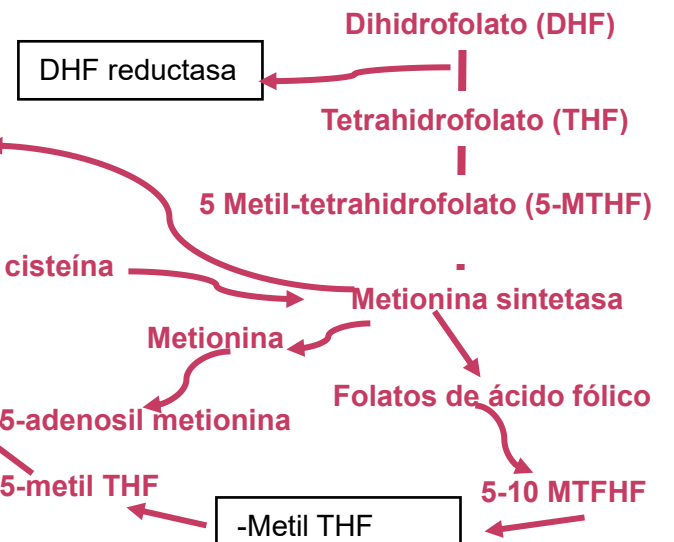 Dihidrofolato (DHF)
DHF reductasa
Tetrahidrofolato (THF)
5 Metil-tetrahidrofolato (5-MTHF)
cisteína
Metionina sintetasa
Metionina
Folatos de ácido fólico
5-adenosil metionina
5-metil THF
5-10 MTFHF
-Metil THF